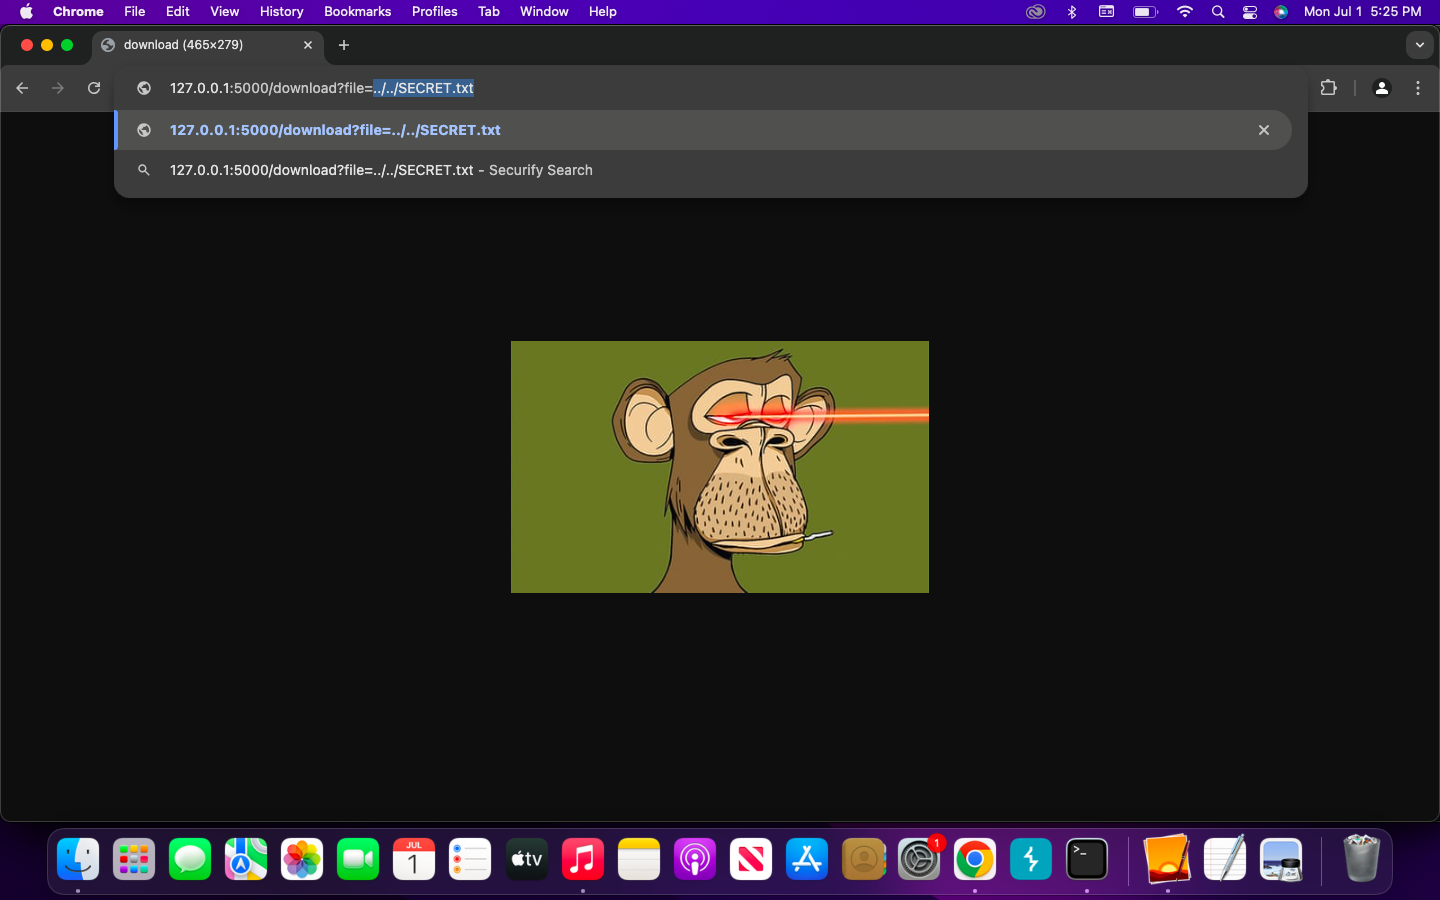 Chrome File Edit View History Bookmarks Profiles Tab Window Help Mon Jul 1 5:25 PM
download (465×279)
127.0.0.1:5000/download?file=../../SECRET.txt
127.0.0.1:5000/download?file=../../SECRET.txt
127.0.0.1:5000/download?file=../../SECRET.txt - Securify Search
JUL
1
tv
1
>_